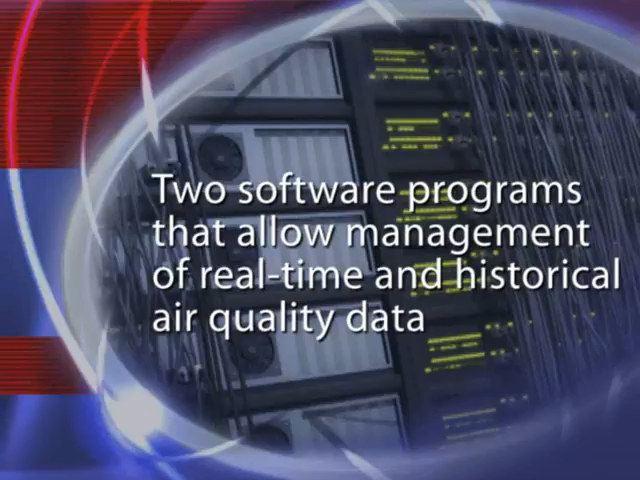 Two software programs
that allow management
of real-time and historical
air quality data